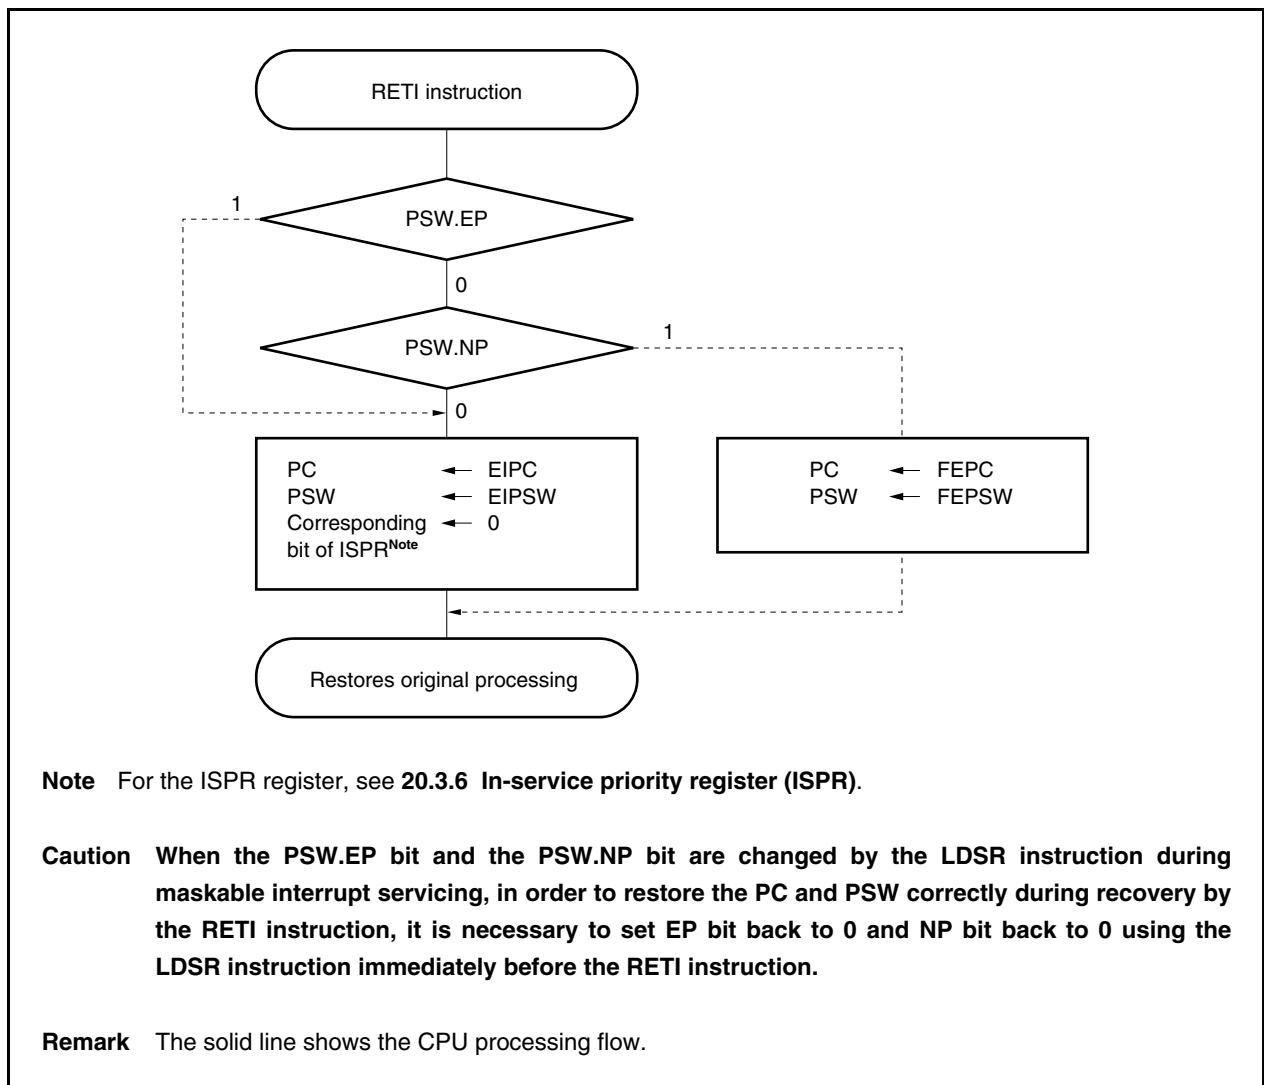 RETI instruction
1
PSW.EP
0
1
PSW.NP
0
PC ← EIPC
PSW ← EIPSW
Corresponding ← 0
bit of ISPRNote
PC ← FEPC
PSW ← FEPSW
Restores original processing
Note For the ISPR register, see 20.3.6 In-service priority register (ISPR).
Caution When the PSW.EP bit and the PSW.NP bit are changed by the LDSR instruction during
maskable interrupt servicing, in order to restore the PC and PSW correctly during recovery by
the RETI instruction, it is necessary to set EP bit back to 0 and NP bit back to 0 using the
LDSR instruction immediately before the RETI instruction.
Remark The solid line shows the CPU processing flow.